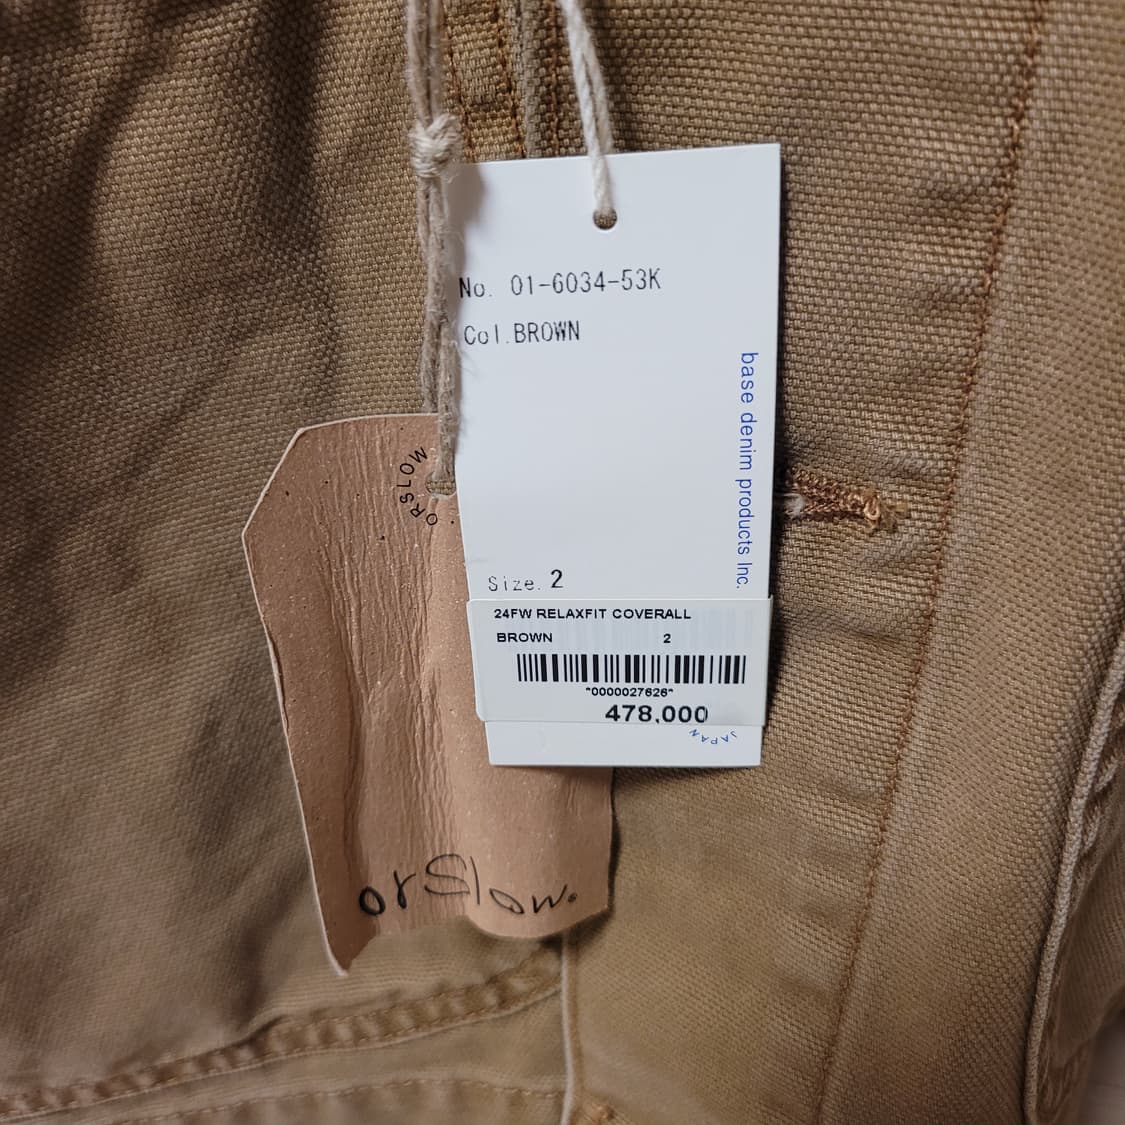 No. 01-6034-53K
Col.BROWN
base denim products Inc.
ORSLOW
Size. 2
24FW RELAXFIT COVERALL
BROWN 2
*0000027626*
478,000
JAPAN
orSlow.